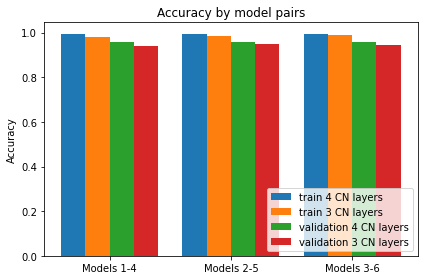 Accuracy by model pairs
1.0
0.8
0.6
0.4
0.2
0.0
Accuracy
train 4 CN layers
train 3 CN layers
validation 4 CN layers
validation 3 CN layers
Models 1-4 Models 2-5 Models 3-6